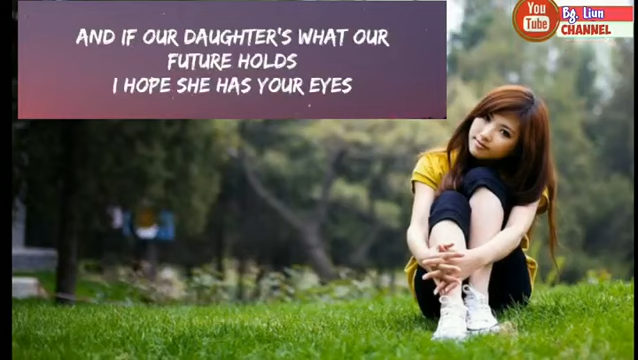 AND IF OUR DAUGHTER'S WHAT OUR
FUTURE HOLDS
I HOPE SHE HAS YOUR EYES
You
Tube
Bg. Liun
CHANNEL